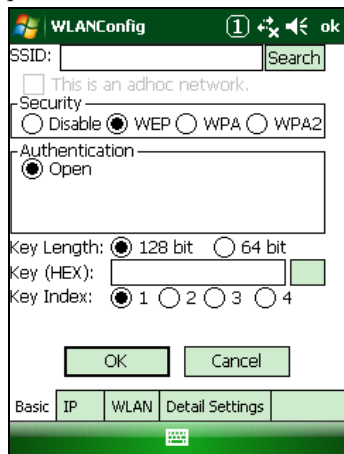 WLANConfig 1 ok
SSID: Search
This is an adhoc network.
Security
Disable WEP WPA WPA2
Authentication
Open
Key Length: 128 bit 64 bit
Key (HEX):
Key Index: 1 2 3 4
OK Cancel
Basic IP WLAN Detail Settings